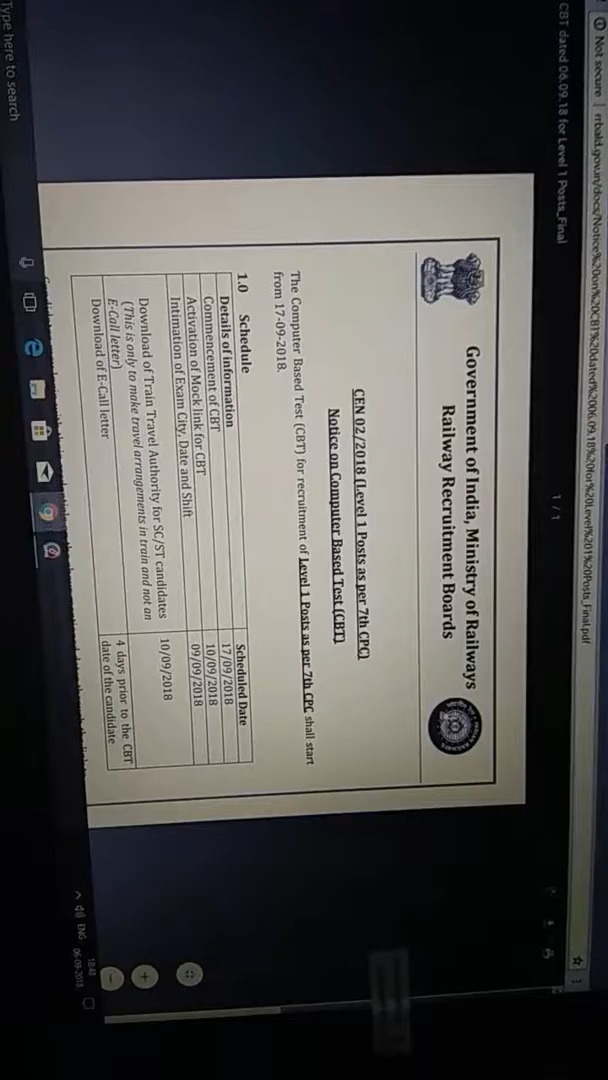 Not secure | rrbald.gov.in/docs/Notice%20on%20CBT%20dated%2006.09.18%20for%20Level%201%20Posts_Final.pdf
CBT dated 06.09.18 for Level 1 Posts_Final
1 / 1
Government of India, Ministry of Railways
Railway Recruitment Boards
CEN 02/2018 (Level 1 Posts as per 7th CPC)
Notice on Computer Based Test (CBT)
The Computer Based Test (CBT) for recruitment of Level 1 Posts as per 7th CPC shall start
from 17-09-2018.
1.0 Schedule
Details of information Scheduled Date
Commencement of CBT 17/09/2018
Activation of Mock link for CBT 10/09/2018
Intimation of Exam City, Date and Shift 09/09/2018
Download of Train Travel Authority for SC/ST candidates 10/09/2018
(This is only to make travel arrangements in train and not an
E-Call letter)
Download of E-Call letter 4 days prior to the CBT
date of the candidate
Type here to search
ENG
18:48
06-09-2018